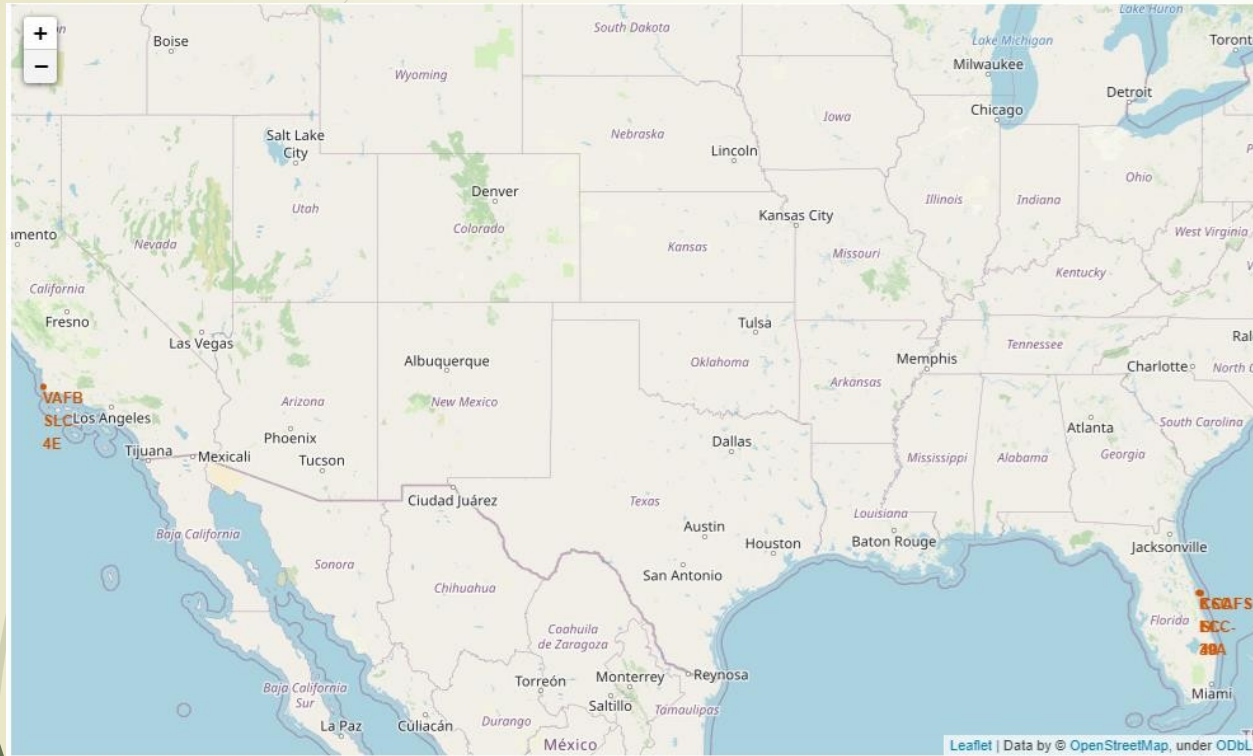 +
−
Boise
South Dakota
Lake Huron
Lake Michigan
Toront
Wyoming
Milwaukee
Detroit
Chicago
Iowa
Salt Lake
City
Nebraska
Lincoln
Ohio
Denver
Illinois
Indiana
Utah
Kansas City
amento
Nevada
Colorado
Kansas
Missouri
West Virginia
California
Kentucky
Fresno
Las Vegas
Tulsa
Tennessee
Ral
Albuquerque
Oklahoma
Memphis
Charlotte
North C
Arkansas
VAFB
SLC-
4E
Los Angeles
Arizona
New Mexico
Atlanta
South Carolina
Phoenix
Dallas
Tijuana
Mexicali
Tucson
Mississippi
Alabama
Georgia
Ciudad Juárez
Texas
Louisiana
Baja California
Austin
Houston
Baton Rouge
Jacksonville
Sonora
San Antonio
Chihuahua
Florida
Coahuila
de Zaragoza
Torreón
Monterrey
Reynosa
Baja California
Sur
Saltillo
Miami
La Paz
Culiacán
Durango
Tamaulipas
México
Leaflet | Data by © OpenStreetMap, under ODbL.